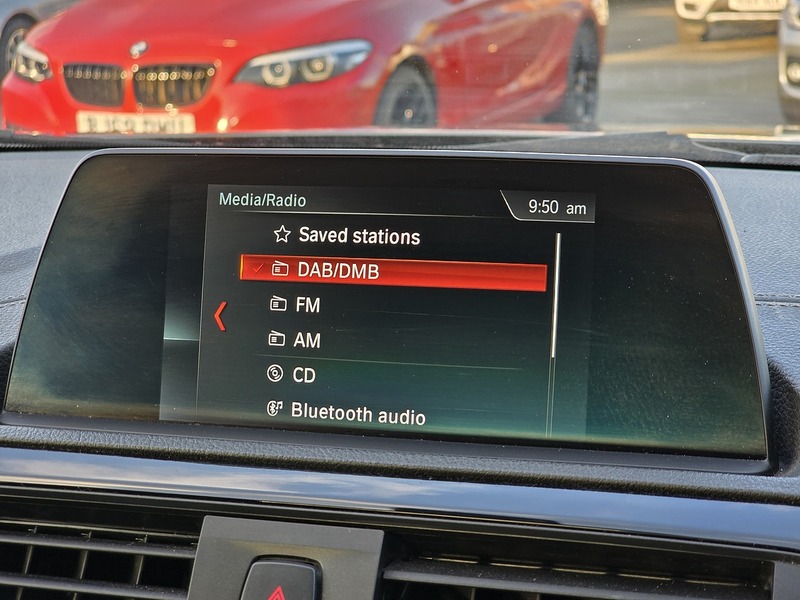 Media/Radio
9:50 am
Saved stations
DAB/DMB
FM
AM
CD
Bluetooth audio